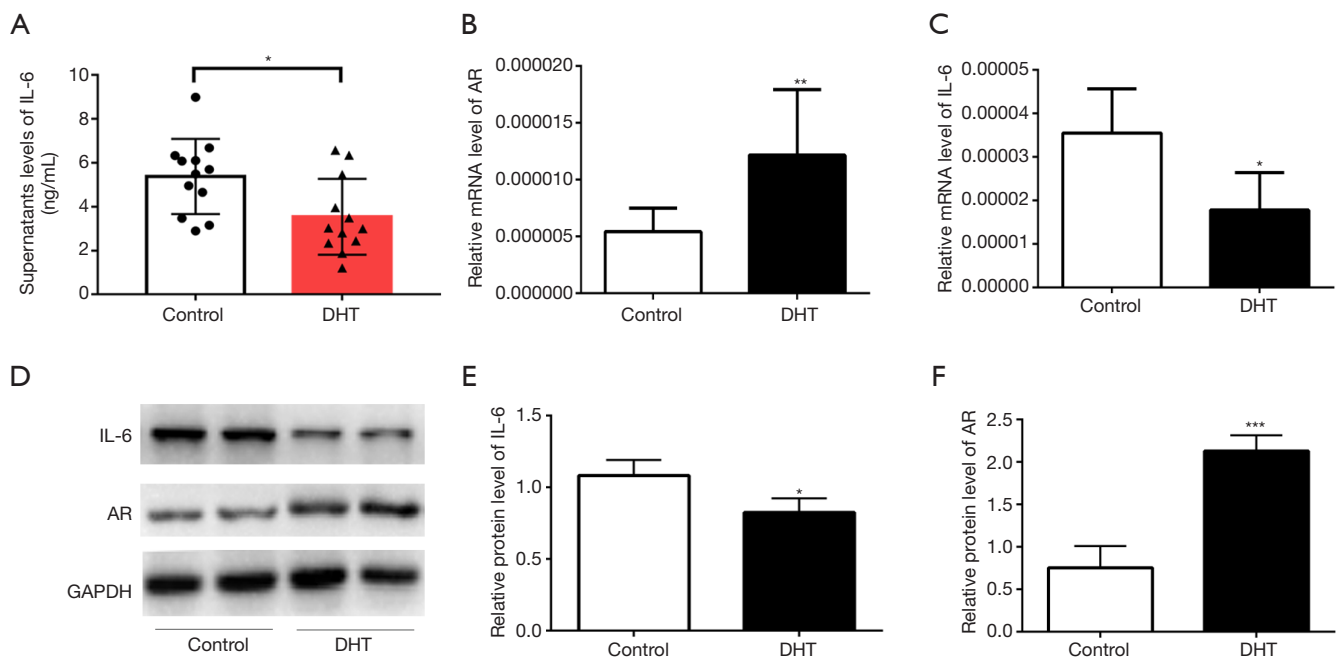 A
Supernatants levels of IL-6
(ng/mL)
10
8
6
4
2
0
*
Control
DHT
B
Relative mRNA level of AR
0.000020
0.000015
0.000010
0.000005
0.000000
**
Control
DHT
C
Relative mRNA level of IL-6
0.00005
0.00004
0.00003
0.00002
0.00001
0.00000
*
Control
DHT
D
IL-6
AR
GAPDH
Control
DHT
E
Relative protein level of IL-6
1.5
1.0
0.5
0.0
*
Control
DHT
F
Relative protein level of AR
2.5
2.0
1.5
1.0
0.5
0.0
***
Control
DHT